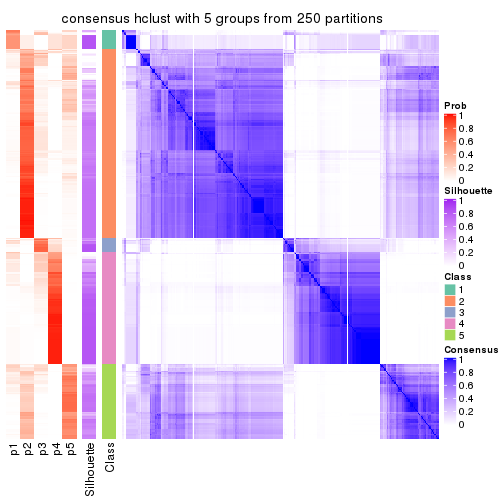 consensus hclust with 5 groups from 250 partitions
Prob
1
0.8
0.6
0.4
0.2
0
Silhouette
1
0.8
0.6
0.4
0.2
0
Class
1
2
3
4
5
Consensus
1
0.8
0.6
0.4
0.2
0
p1
p2
p3
p4
p5
Silhouette
Class